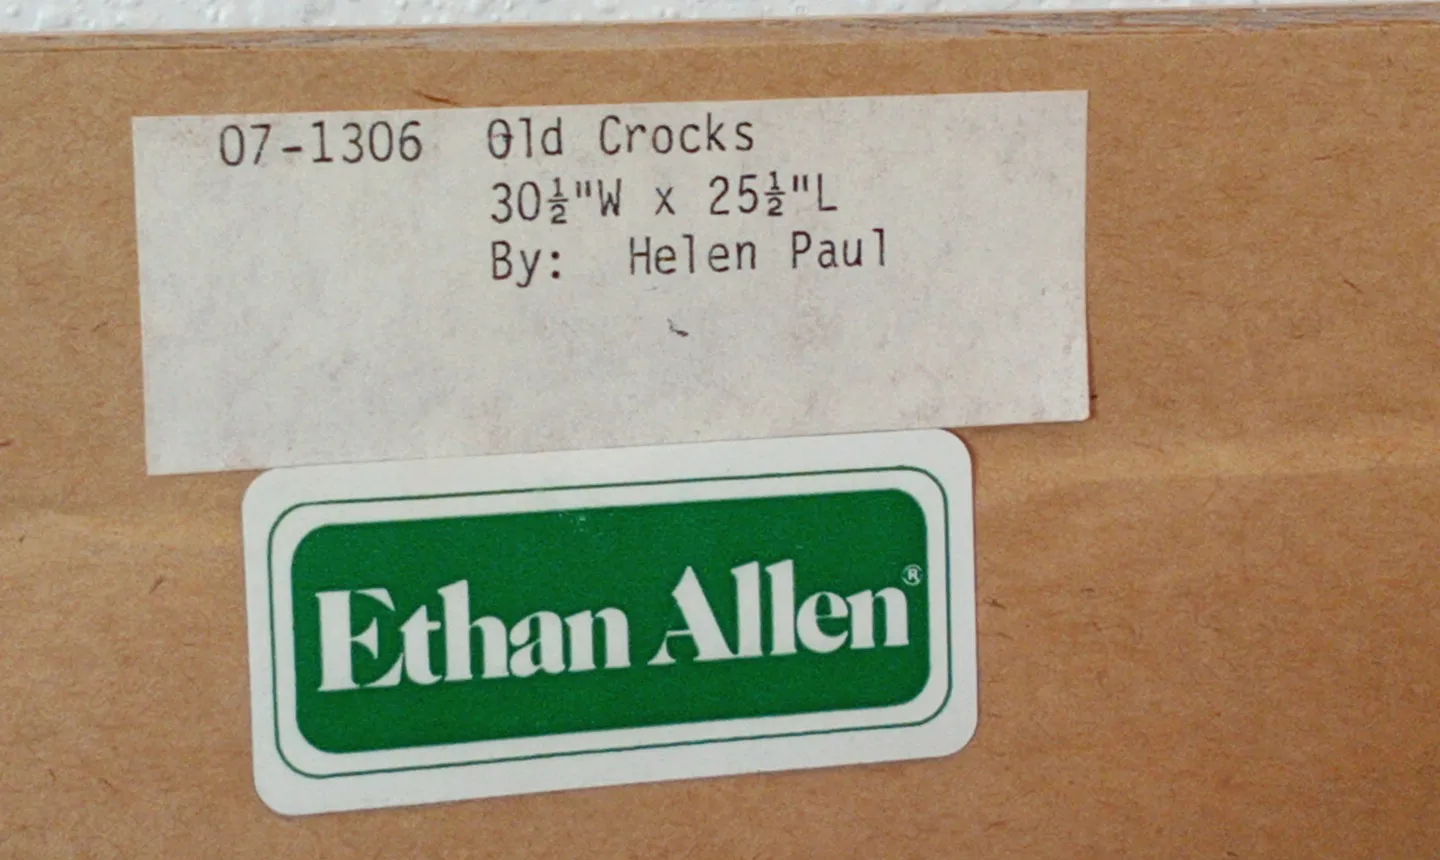 07-1306 Old Crocks
30½"W x 25½"L
By: Helen Paul
Ethan Allen®